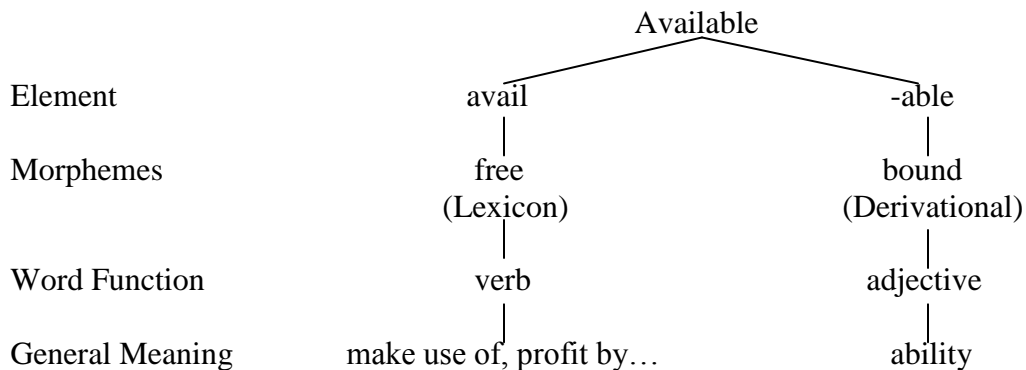 Available
Element avail -able
Morphemes free bound
(Lexicon) (Derivational)
Word Function verb adjective
General Meaning make use of, profit by… ability